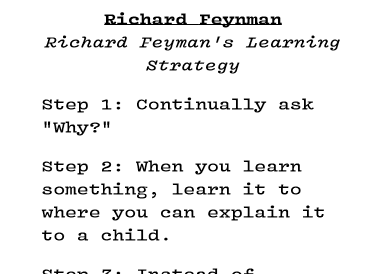 Richard Feynman
Richard Feyman's Learning
Strategy
Step 1: Continually ask
"Why?"
Step 2: When you learn
something, learn it to
where you can explain it
to a child.
Step 3: Instead of